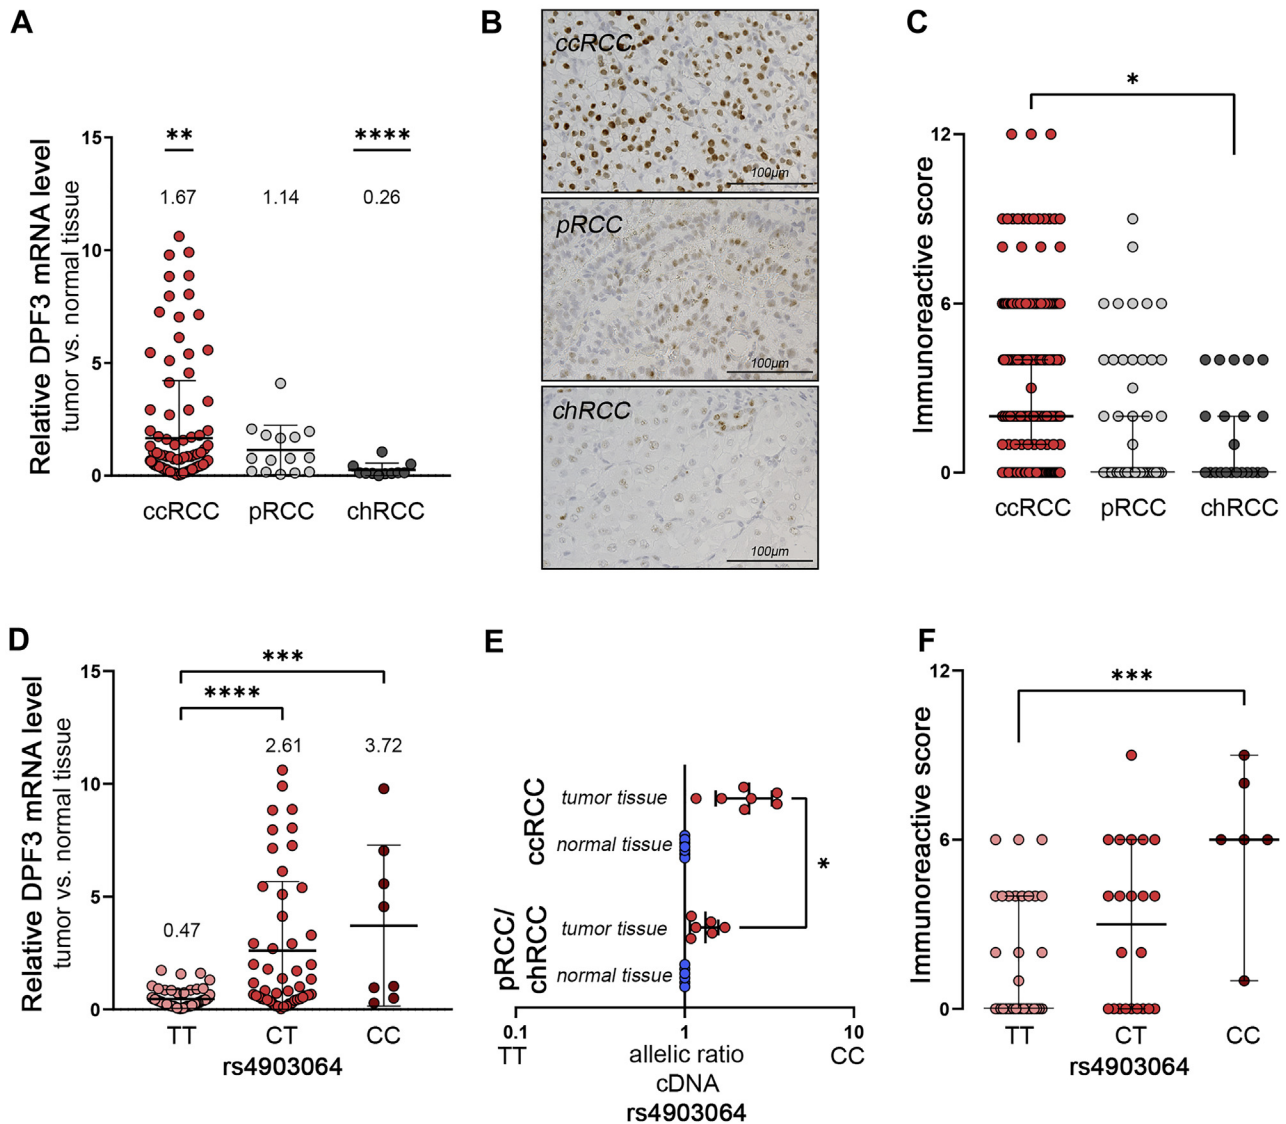 A
Relative DPF3 mRNA level
tumor vs. normal tissue
15
10
5
0
**
****
1.67
1.14
0.26
ccRCC
pRCC
chRCC
B
ccRCC
100µm
pRCC
100µm
chRCC
100µm
C
*
Immunoreactive score
12
6
0
ccRCC
pRCC
chRCC
D
Relative DPF3 mRNA level
tumor vs. normal tissue
15
10
5
0
***
****
0.47
2.61
3.72
TT
CT
CC
rs4903064
E
ccRCC
tumor tissue
normal tissue
pRCC/
chRCC
tumor tissue
normal tissue
*
0.1
1
10
TT
allelic ratio
CC
cDNA
rs4903064
F
***
Immunoreactive score
12
6
0
TT
CT
CC
rs4903064